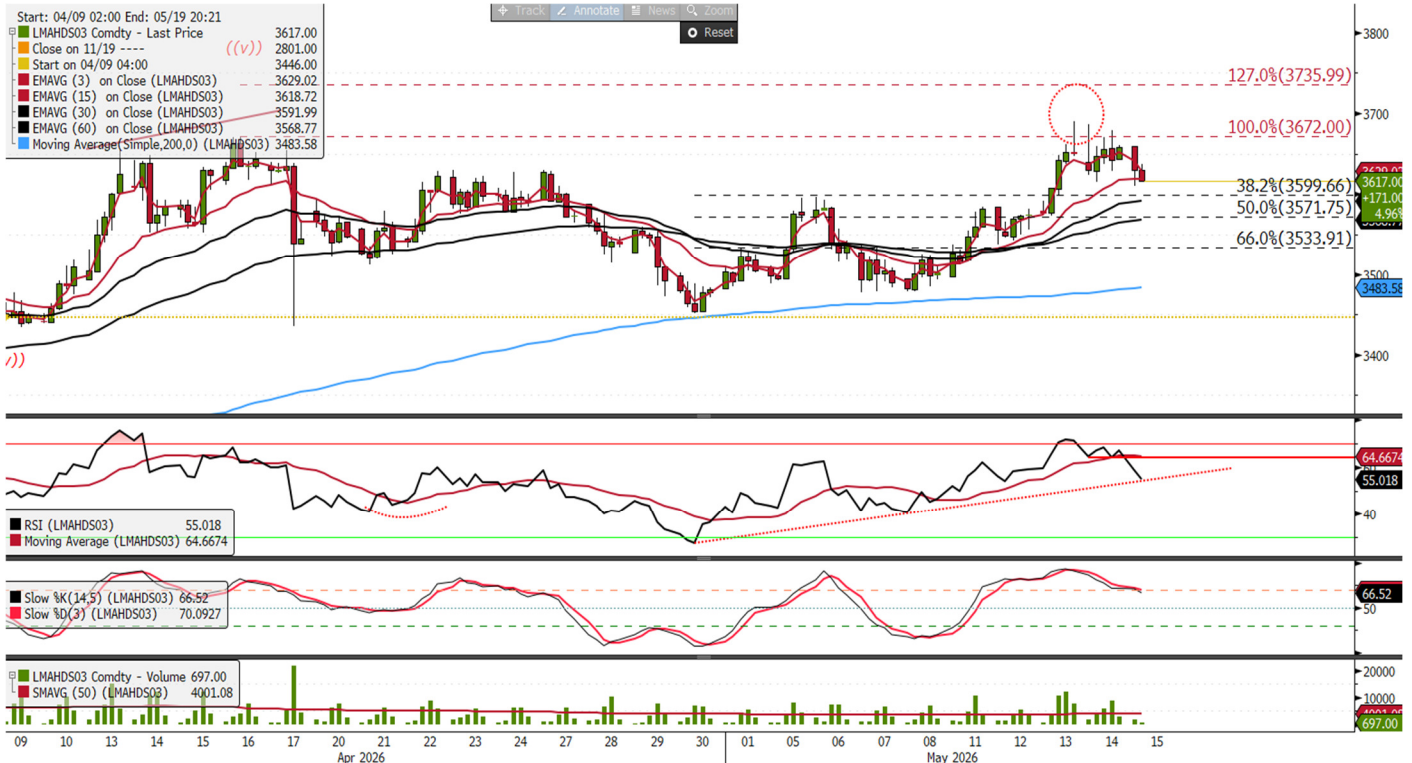 Start: 04/09 02:00 End: 05/19 20:21
LMAHDS03 Comdty - Last Price 3617.00
Close on 11/19 ---- 2801.00
Start on 04/09 04:00 3446.00
EMAVG (3) on Close (LMAHDS03) 3629.02
EMAVG (15) on Close (LMAHDS03) 3618.72
EMAVG (30) on Close (LMAHDS03) 3591.99
EMAVG (60) on Close (LMAHDS03) 3568.77
Moving Average(Simple,200,0) (LMAHDS03) 3483.58
((v))
Track Annotate News Zoom
Reset
3800
127.0%(3735.99)
3700
100.0%(3672.00)
3629.02
3617.00
+171.00
4.96%
38.2%(3599.66)
50.0%(3571.75)
66.0%(3533.91)
3500
3483.58
3400
v))
64.6674
55.018
40
RSI (LMAHDS03) 55.018
Moving Average (LMAHDS03) 64.6674
Slow %K(14,5) (LMAHDS03) 66.52
Slow %D(3) (LMAHDS03) 70.0927
66.52
50
LMAHDS03 Comdty - Volume 697.00
SMAVG (50) (LMAHDS03) 4001.08
20000
10000
4001.08
697.00
09 10 13 14 15 16 17 20 21 22 23 24 27 28 29 30 01 05 06 07 08 11 12 13 14 15
Apr 2026 May 2026